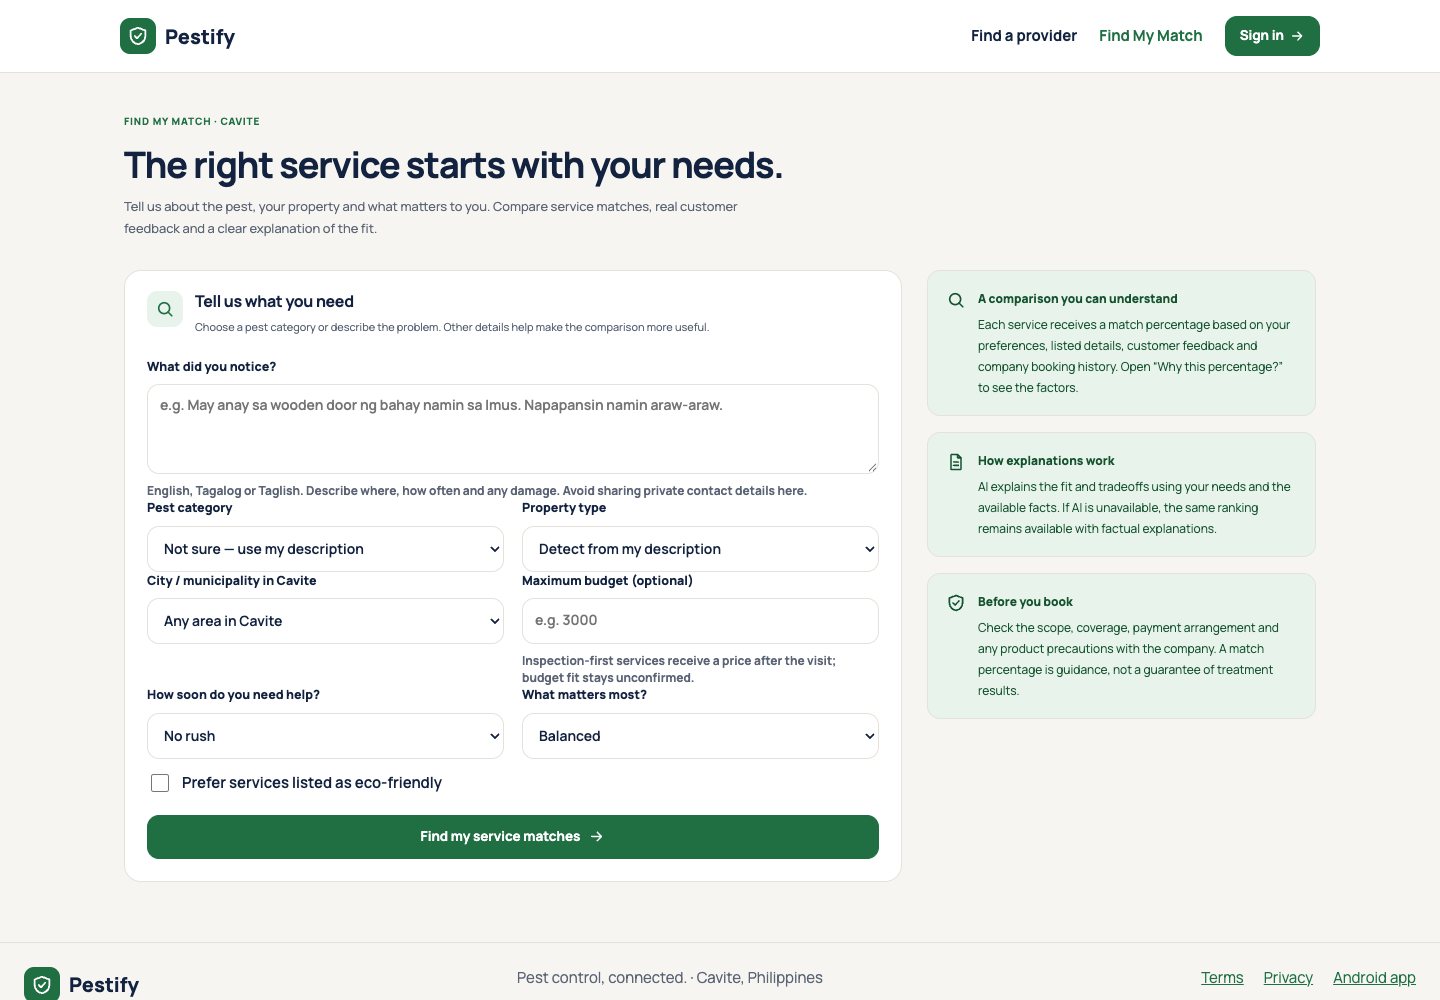 Pestify
Find a provider
Find My Match
Sign in →
FIND MY MATCH · CAVITE
The right service starts with your needs.
Tell us about the pest, your property and what matters to you. Compare service matches, real customer
feedback and a clear explanation of the fit.
Tell us what you need
Choose a pest category or describe the problem. Other details help make the comparison more useful.
What did you notice?
e.g. May anay sa wooden door ng bahay namin sa Imus. Napapansin namin araw-araw.
English, Tagalog or Taglish. Describe where, how often and any damage. Avoid sharing private contact details here.
Pest category
Property type
Not sure — use my description
Detect from my description
City / municipality in Cavite
Maximum budget (optional)
Any area in Cavite
e.g. 3000
Inspection-first services receive a price after the visit;
budget fit stays unconfirmed.
How soon do you need help?
What matters most?
No rush
Balanced
Prefer services listed as eco-friendly
Find my service matches →
A comparison you can understand
Each service receives a match percentage based on your
preferences, listed details, customer feedback and
company booking history. Open “Why this percentage?”
to see the factors.
How explanations work
AI explains the fit and tradeoffs using your needs and the
available facts. If AI is unavailable, the same ranking
remains available with factual explanations.
Before you book
Check the scope, coverage, payment arrangement and
any product precautions with the company. A match
percentage is guidance, not a guarantee of treatment
results.
Pestify
Pest control, connected. · Cavite, Philippines
Terms
Privacy
Android app